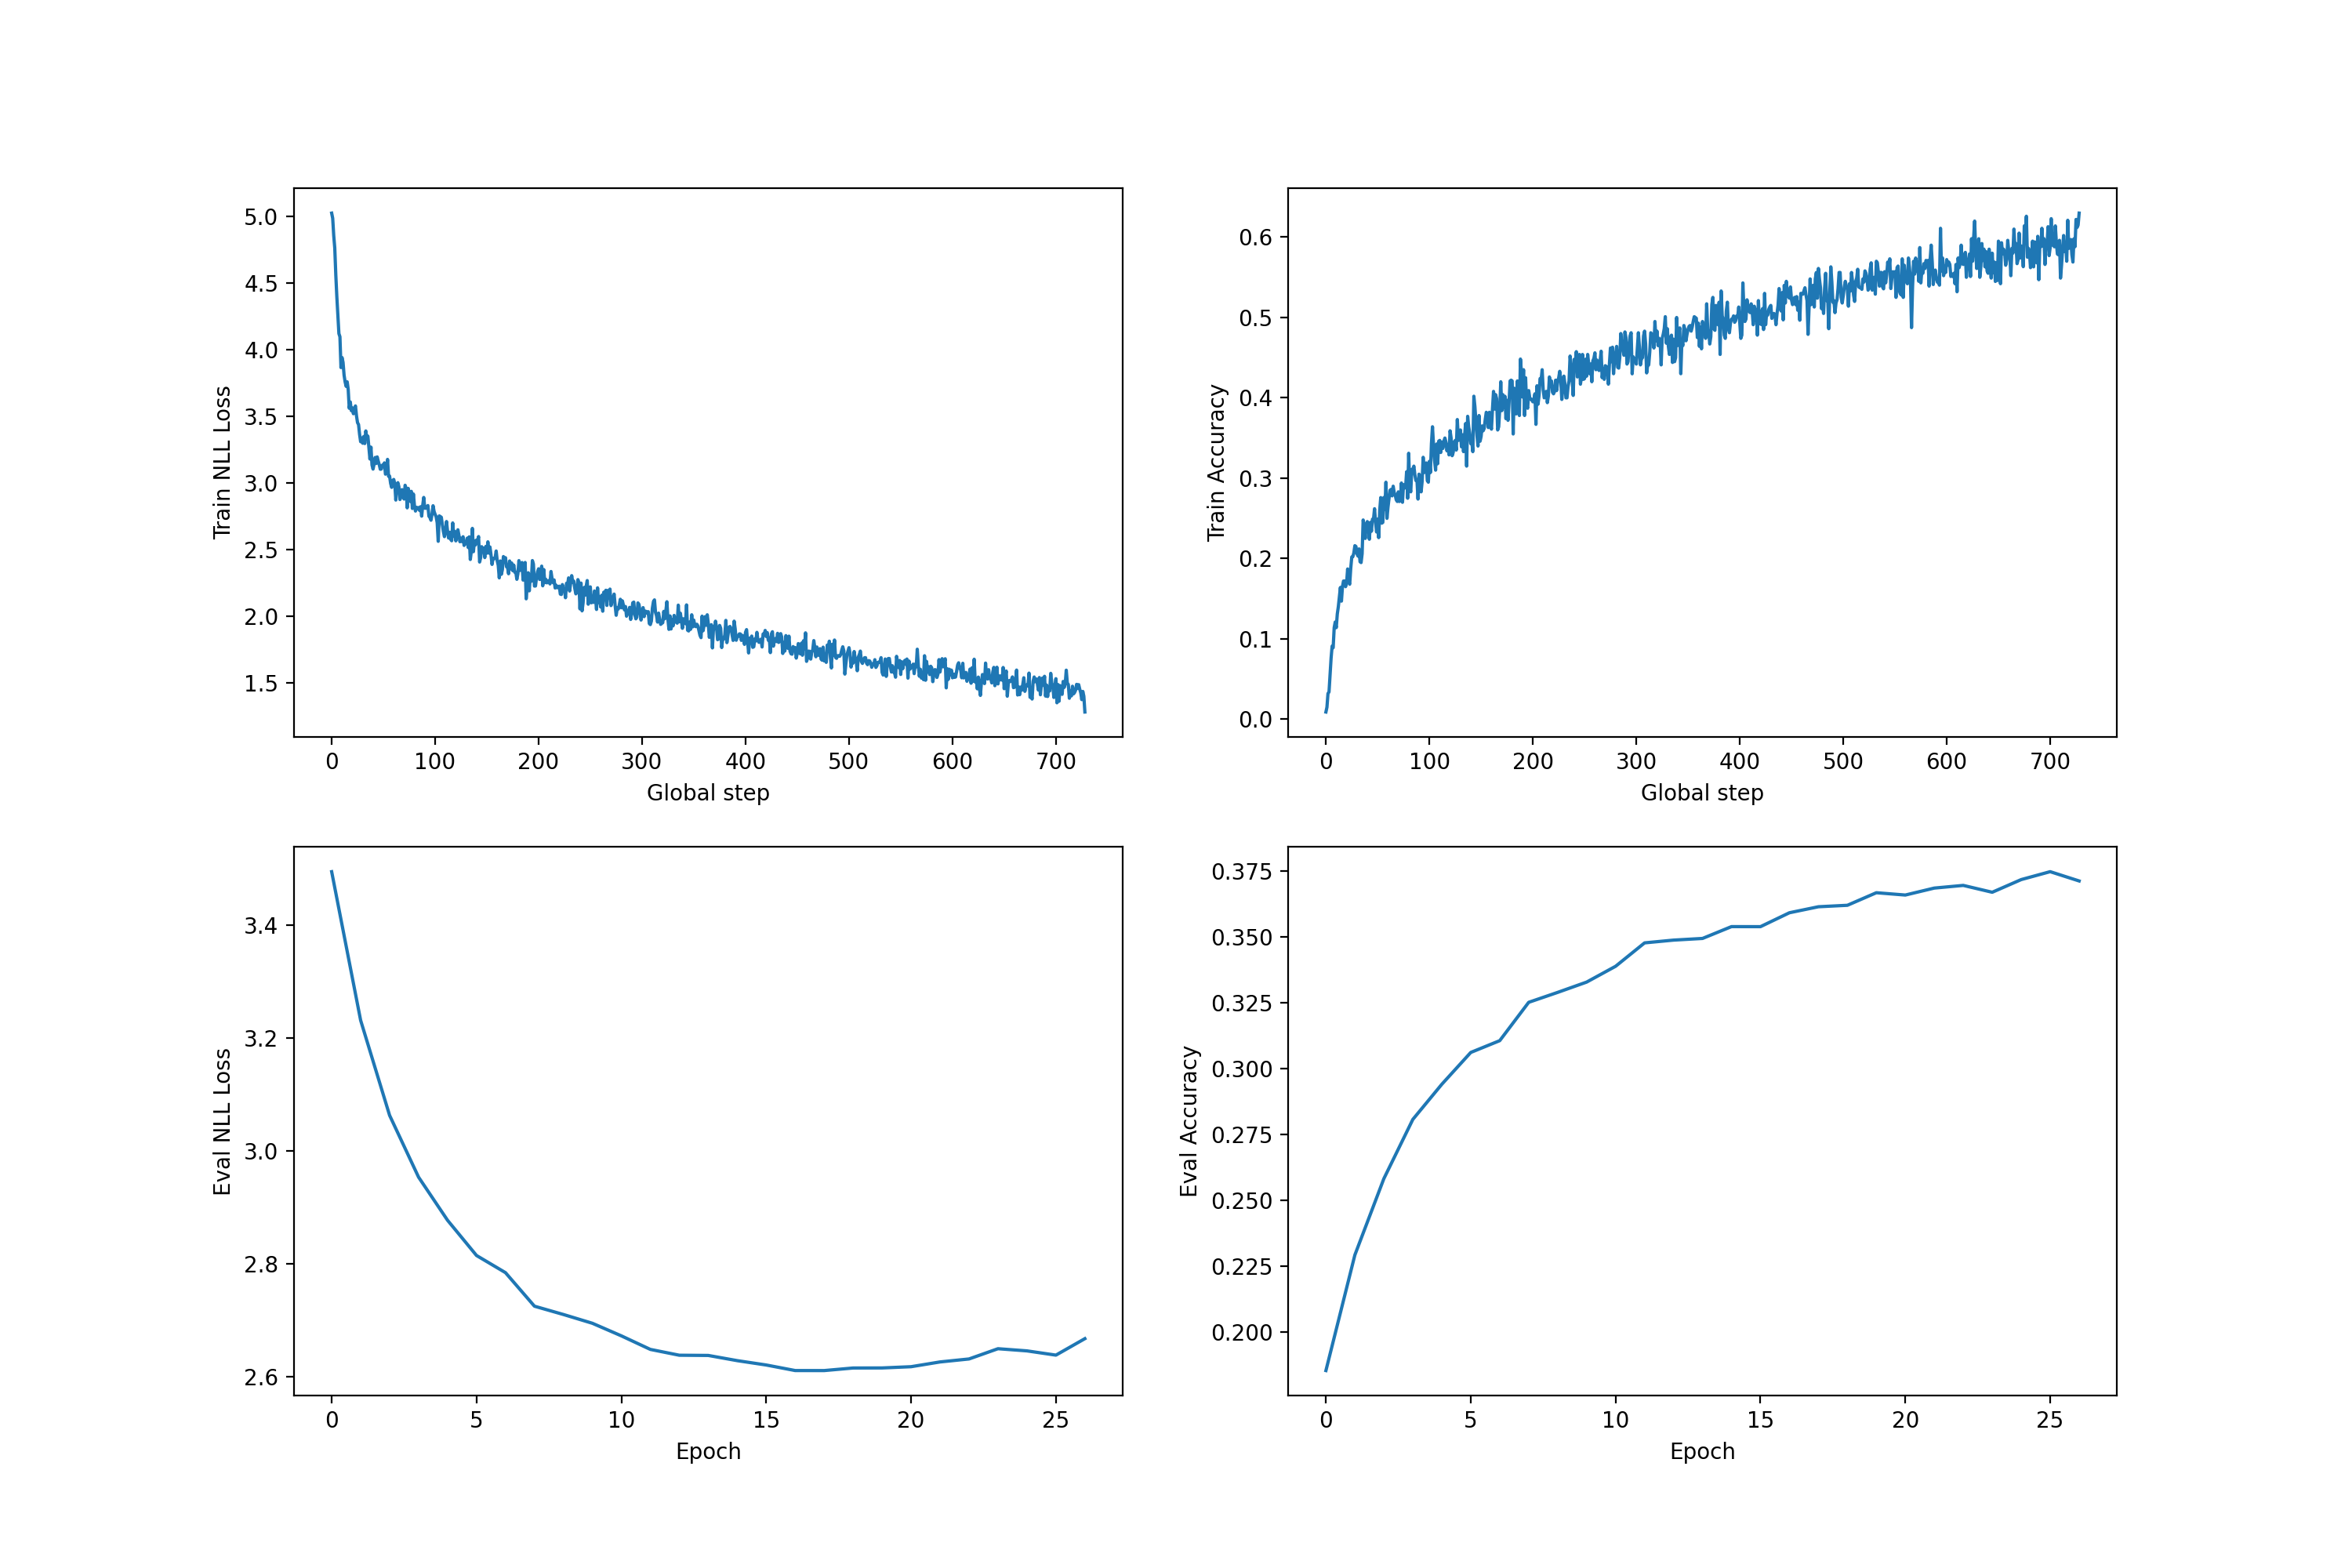 5.0
4.5
4.0
3.5
3.0
2.5
2.0
1.5
Train NLL Loss
0 100 200 300 400 500 600 700
Global step
0.6
0.5
0.4
0.3
0.2
0.1
0.0
Train Accuracy
0 100 200 300 400 500 600 700
Global step
3.4
3.2
3.0
2.8
2.6
Eval NLL Loss
0 5 10 15 20 25
Epoch
0.375
0.350
0.325
0.300
0.275
0.250
0.225
0.200
Eval Accuracy
0 5 10 15 20 25
Epoch